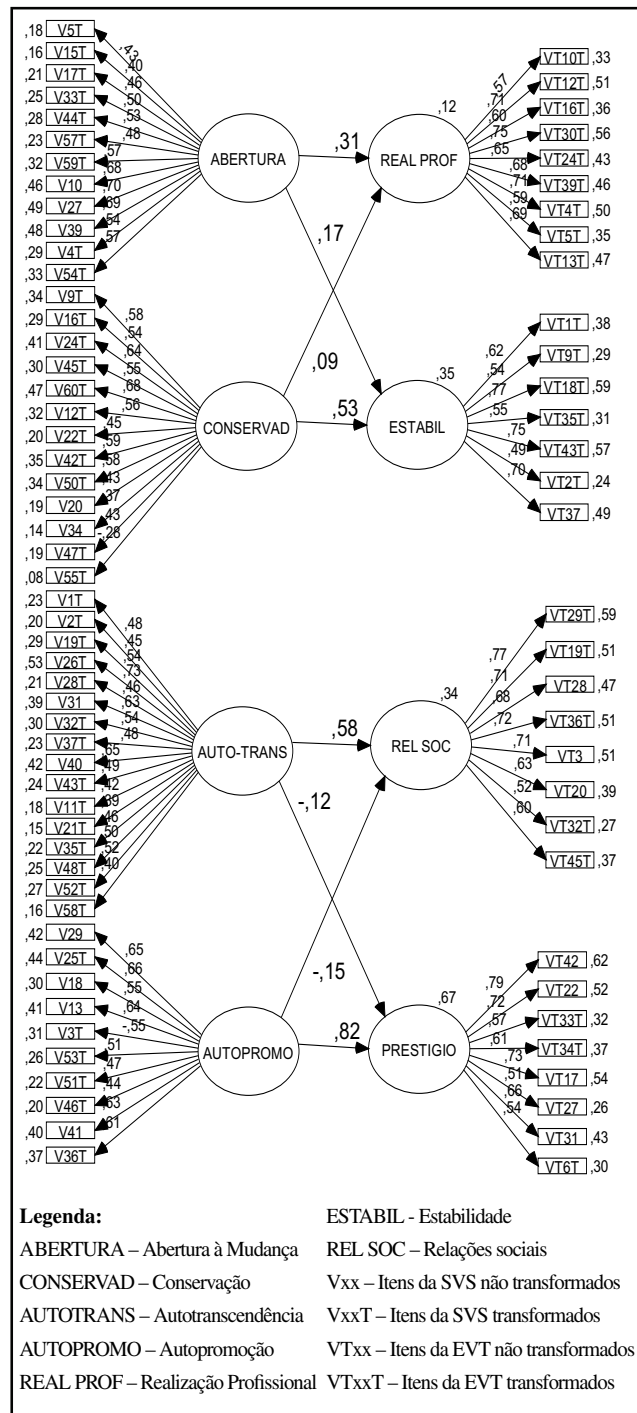 ,18 V5T
,16 V15T
,21 V17T
,25 V33T
,28 V44T
,23 V57T
,32 V59T
,46 V10
,49 V27
,48 V39
,29 V4T
,33 V54T
,43
,40
,46
,50
,53
,48
,57
,68
,70
,69
,54
,57
ABERTURA
,31
,12
REAL PROF
,57
,71
,60
,75
,65
,68
,71
,59
,69
VT10T ,33
VT12T ,51
VT16T ,36
VT30T ,56
VT24T ,43
VT39T ,46
VT4T ,50
VT5T ,35
VT13T ,47
,17
,09
,34 V9T
,29 V16T
,41 V24T
,30 V45T
,47 V60T
,32 V12T
,20 V22T
,35 V42T
,34 V50T
,19 V20
,14 V34
,19 V47T
,08 V55T
,58
,54
,64
,55
,68
,56
,45
,59
,58
,43
,37
,43
-,28
CONSERVAD
,53
,35
ESTABIL
,62
,54
,77
,55
,75
,49
,70
VT1T ,38
VT9T ,29
VT18T ,59
VT35T ,31
VT43T ,57
VT2T ,24
VT37 ,49
,23 V1T
,20 V2T
,29 V19T
,53 V26T
,21 V28T
,39 V31
,30 V32T
,23 V37T
,42 V40
,24 V43T
,18 V11T
,15 V21T
,22 V35T
,25 V48T
,27 V52T
,16 V58T
,48
,45
,54
,73
,46
,63
,54
,48
,65
,49
,42
,39
,46
,50
,52
,40
AUTO-TRANS
,58
,34
REL SOC
,77
,71
,68
,72
,71
,63
,52
,60
VT29T ,59
VT19T ,51
VT28 ,47
VT36T ,51
VT3 ,51
VT20 ,39
VT32T ,27
VT45T ,37
-,12
-,15
,42 V29
,44 V25T
,30 V18
,41 V13
,31 V3T
,26 V53T
,22 V51T
,20 V46T
,40 V41
,37 V36T
,65
,66
,55
,64
-,55
,51
,47
,44
,63
,61
AUTOPROMO
,82
,67
PRESTIGIO
,79
,72
,57
,61
,73
,51
,66
,54
VT42 ,62
VT22 ,52
VT33T ,32
VT34T ,37
VT17 ,54
VT27 ,26
VT31 ,43
VT6T ,30
Legenda:
ABERTURA – Abertura à Mudança
CONSERVAD – Conservação
AUTOTRANS – Autotranscendência
AUTOPROMO – Autopromoção
REAL PROF – Realização Profissional
ESTABIL - Estabilidade
REL SOC – Relações sociais
Vxx – Itens da SVS não transformados
VxxT – Itens da SVS transformados
VTxx – Itens da EVT não transformados
VTxxT – Itens da EVT transformados